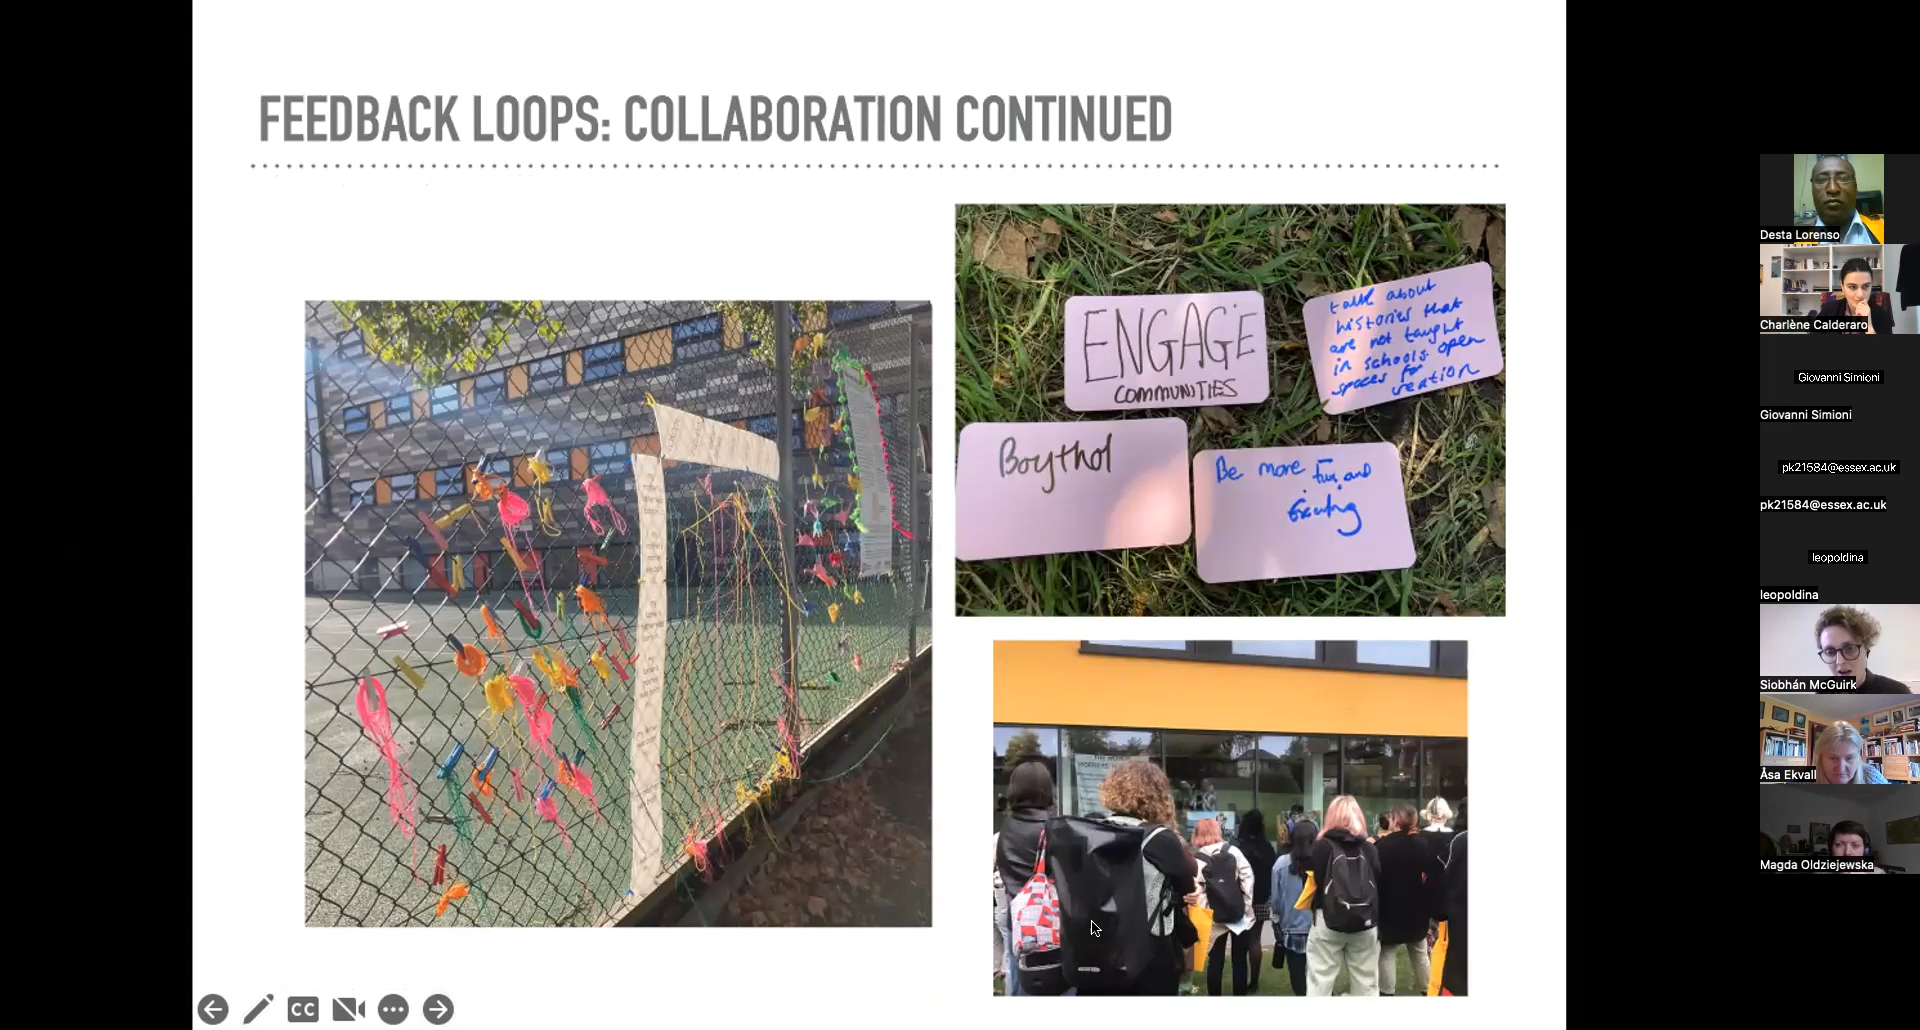 FEEDBACK LOOPS: COLLABORATION CONTINUED
ENGAGE
COMMUNITIES
talk about
histories that
are not taught
in schools. open
spaces for
Boythol
Be more Fun and
Exciting
CC
Desta Lorenso
Charlène Calderaro
Giovanni Simioni
Giovanni Simioni
pk21584@essex.ac.uk
pk21584@essex.ac.uk
leopoldina
leopoldina
Siobhán McGuirk
Åsa Ekvall
Magda Oldziejewska